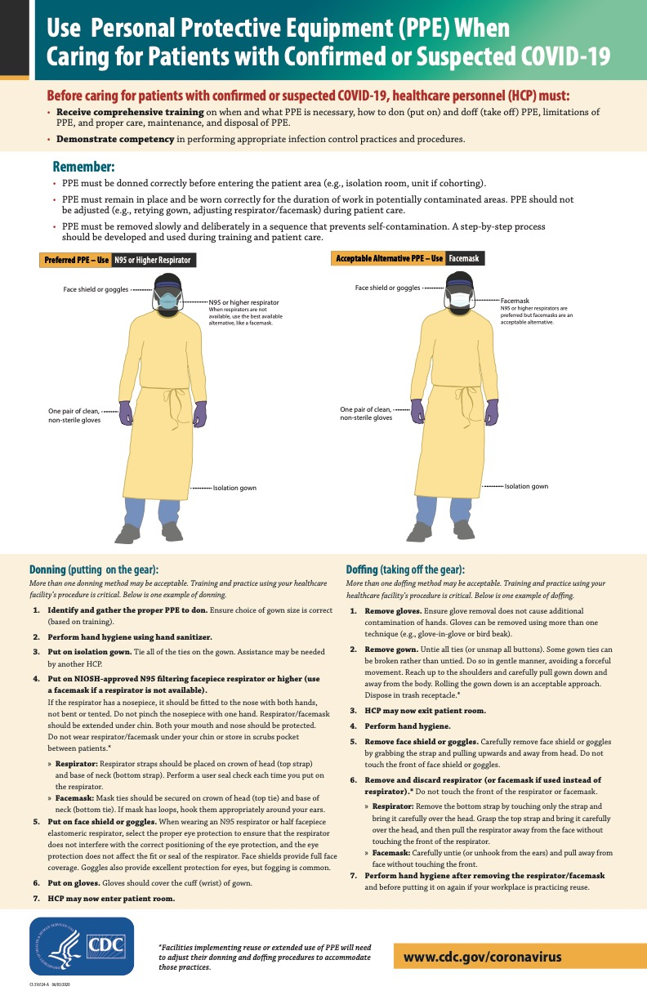 Use Personal Protective Equipment (PPE) When
Caring for Patients with Confirmed or Suspected COVID-19
Before caring for patients with confirmed or suspected COVID-19, healthcare personnel (HCP) must:
• Receive comprehensive training on when and what PPE is necessary, how to don (put on) and doff (take off) PPE, limitations of
PPE, and proper care, maintenance, and disposal of PPE.
• Demonstrate competency in performing appropriate infection control practices and procedures.
Remember:
• PPE must be donned correctly before entering the patient area (e.g., isolation room, unit if cohorting).
• PPE must remain in place and be worn correctly for the duration of work in potentially contaminated areas. PPE should not
be adjusted (e.g., retying gown, adjusting respirator/facemask) during patient care.
• PPE must be removed slowly and deliberately in a sequence that prevents self-contamination. A step-by-step process
should be developed and used during training and patient care.
Preferred PPE – Use N95 or Higher Respirator
Face shield or goggles
N95 or higher respirator
When respirators are not
available, use the best available
alternative, like a facemask.
One pair of clean,
non-sterile gloves
Isolation gown
Acceptable Alternative PPE – Use Facemask
Face shield or goggles
Facemask
N95 or higher respirators are
preferred but facemasks are an
acceptable alternative.
One pair of clean,
non-sterile gloves
Isolation gown
Donning (putting on the gear):
More than one donning method may be acceptable. Training and practice using your healthcare
facility's procedure is critical. Below is one example of donning.
1. Identify and gather the proper PPE to don. Ensure choice of gown size is correct
(based on training).
2. Perform hand hygiene using hand sanitizer.
3. Put on isolation gown. Tie all of the ties on the gown. Assistance may be needed
by another HCP.
4. Put on NIOSH-approved N95 filtering facepiece respirator or higher (use
a facemask if a respirator is not available).
If the respirator has a nosepiece, it should be fitted to the nose with both hands,
not bent or tented. Do not pinch the nosepiece with one hand. Respirator/facemask
should be extended under chin. Both your mouth and nose should be protected.
Do not wear respirator/facemask under your chin or store in scrubs pocket
between patients.*
» Respirator: Respirator straps should be placed on crown of head (top strap)
and base of neck (bottom strap). Perform a user seal check each time you put on
the respirator.
» Facemask: Mask ties should be secured on crown of head (top tie) and base of
neck (bottom tie). If mask has loops, hook them appropriately around your ears.
5. Put on face shield or goggles. When wearing an N95 respirator or half facepiece
elastomeric respirator, select the proper eye protection to ensure that the respirator
does not interfere with the correct positioning of the eye protection, and the eye
protection does not affect the fit or seal of the respirator. Face shields provide full face
coverage. Goggles also provide excellent protection for eyes, but fogging is common.
6. Put on gloves. Gloves should cover the cuff (wrist) of gown.
7. HCP may now enter patient room.
Doffing (taking off the gear):
More than one doffing method may be acceptable. Training and practice using your
healthcare facility's procedure is critical. Below is one example of doffing.
1. Remove gloves. Ensure glove removal does not cause additional
contamination of hands. Gloves can be removed using more than one
technique (e.g., glove-in-glove or bird beak).
2. Remove gown. Untie all ties (or unsnap all buttons). Some gown ties can
be broken rather than untied. Do so in gentle manner, avoiding a forceful
movement. Reach up to the shoulders and carefully pull gown down and
away from the body. Rolling the gown down is an acceptable approach.
Dispose in trash receptacle.*
3. HCP may now exit patient room.
4. Perform hand hygiene.
5. Remove face shield or goggles. Carefully remove face shield or goggles
by grabbing the strap and pulling upwards and away from head. Do not
touch the front of face shield or goggles.
6. Remove and discard respirator (or facemask if used instead of
respirator).* Do not touch the front of the respirator or facemask.
» Respirator: Remove the bottom strap by touching only the strap and
bring it carefully over the head. Grasp the top strap and bring it carefully
over the head, and then pull the respirator away from the face without
touching the front of the respirator.
» Facemask: Carefully untie (or unhook from the ears) and pull away from
face without touching the front.
7. Perform hand hygiene after removing the respirator/facemask
and before putting it on again if your workplace is practicing reuse.
CDC
*Facilities implementing reuse or extended use of PPE will need
to adjust their donning and doffing procedures to accommodate
those practices.
www.cdc.gov/coronavirus
CS 316124-A 06/03/2020